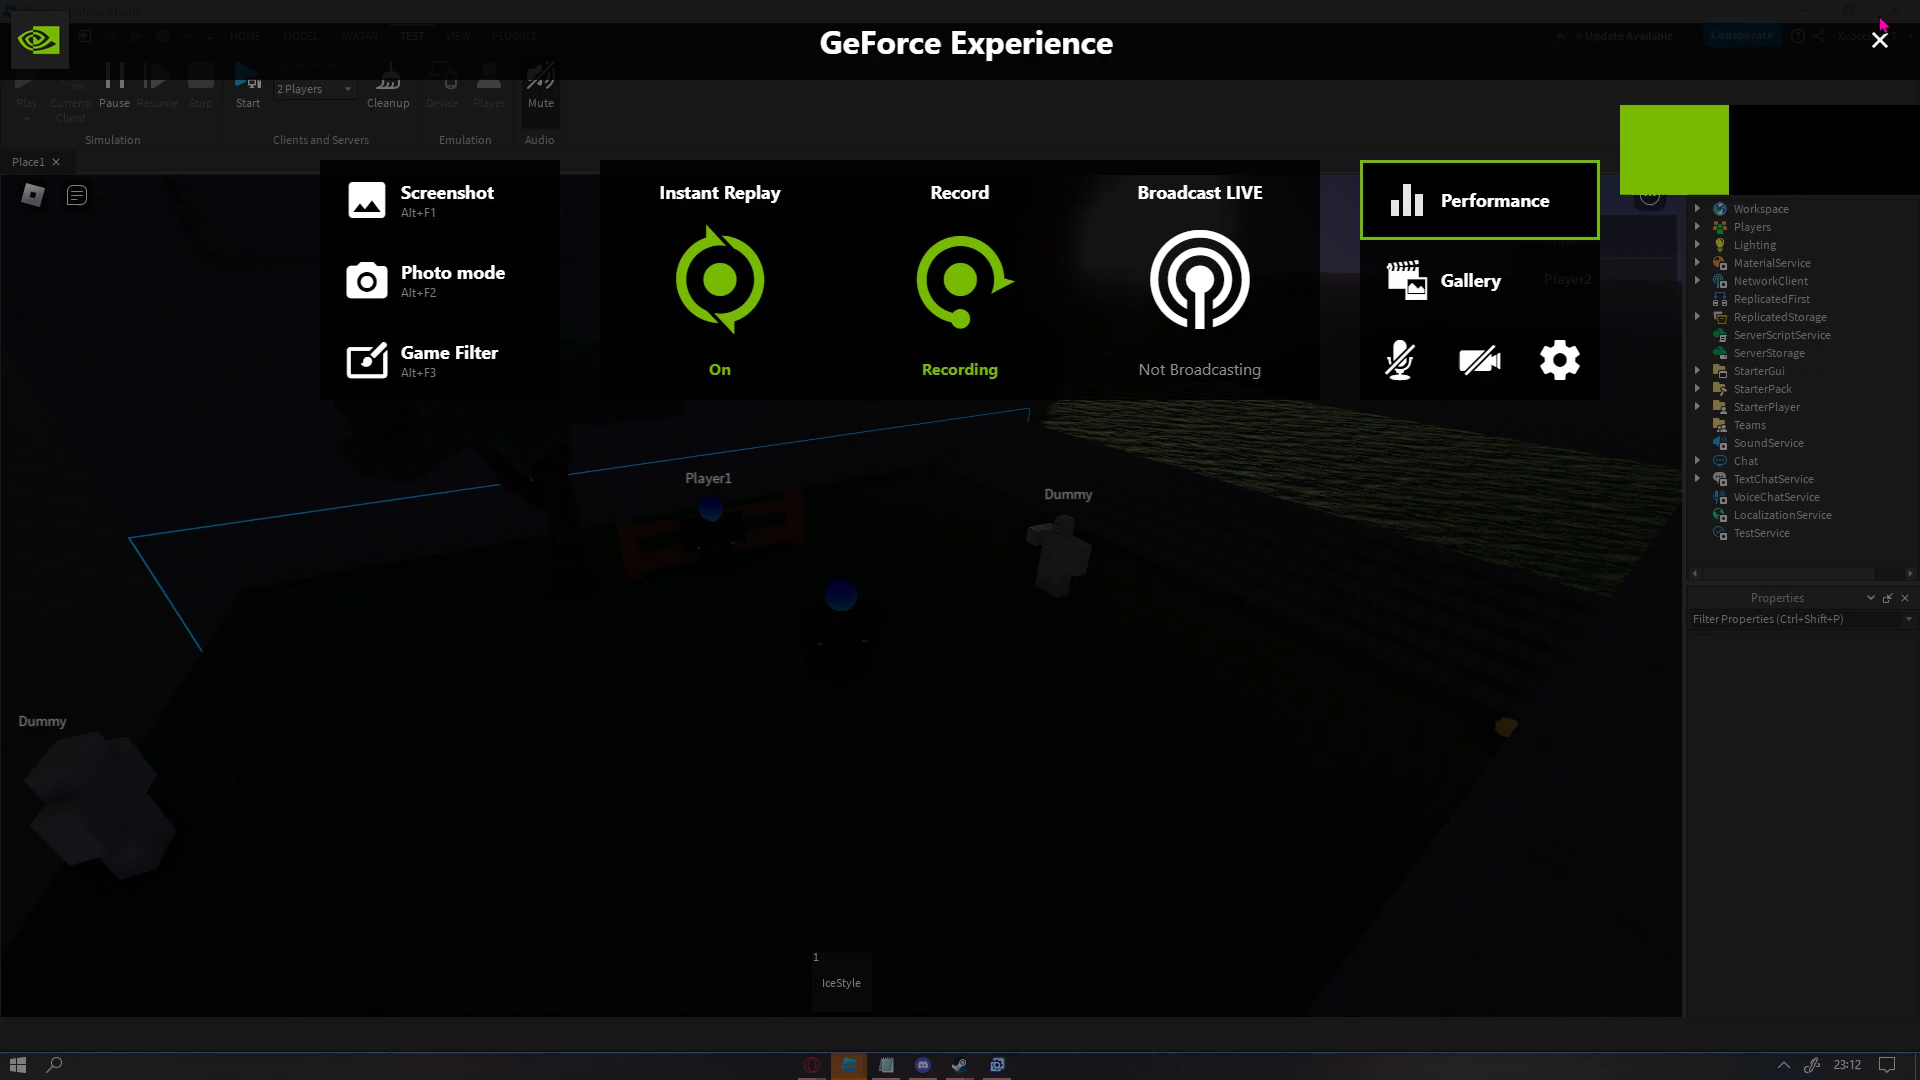 GeForce Experience
HOME MODEL AVATAR TEST VIEW PLUGINS
Update Available
Collaborate
Play
Current:
Client
Pause
Resume
Stop
Start
2 Players
Cleanup
Device
Player
Mute
Simulation
Clients and Servers
Emulation
Audio
Place1
Screenshot
Alt+F1
Photo mode
Alt+F2
Game Filter
Alt+F3
Instant Replay
On
Record
Recording
Broadcast LIVE
Not Broadcasting
Performance
Gallery
Player2
Workspace
Players
Lighting
MaterialService
NetworkClient
ReplicatedFirst
ReplicatedStorage
ServerScriptService
ServerStorage
StarterGui
StarterPack
StarterPlayer
Teams
SoundService
Chat
TextChatService
VoiceChatService
LocalizationService
TestService
Properties
Filter Properties (Ctrl+Shift+P)
Player1
Dummy
Dummy
1
IceStyle
23:12